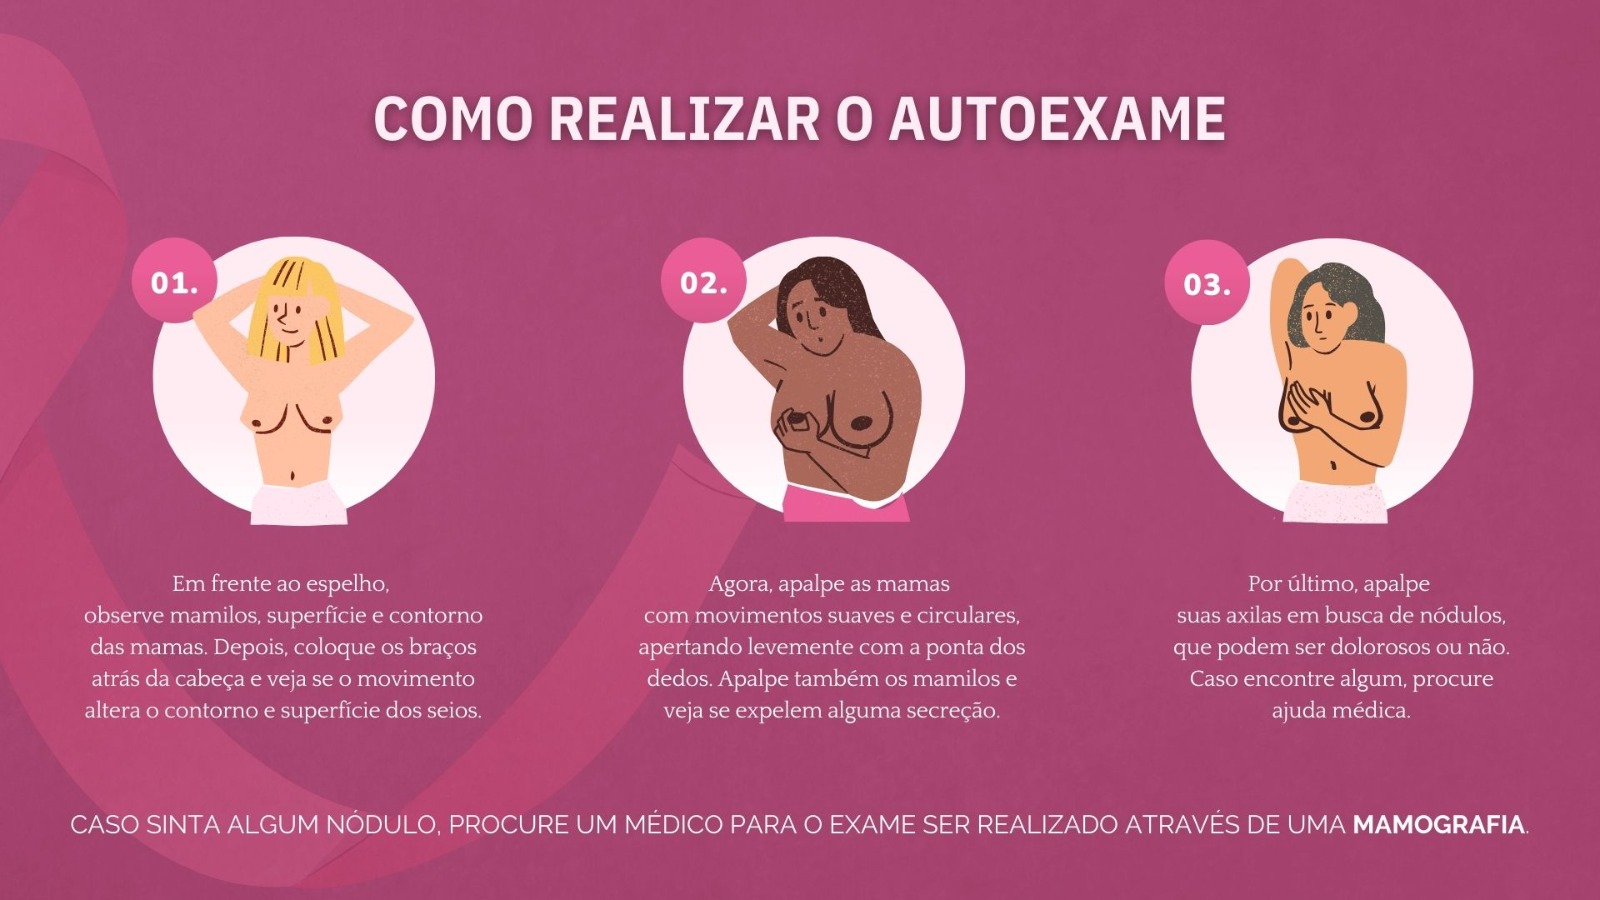 COMO REALIZAR O AUTOEXAME
01.
Em frente ao espelho,
observe mamilos, superfície e contorno
das mamas. Depois, coloque os braços
atrás da cabeça e veja se o movimento
altera o contorno e superfície dos seios.
02.
Agora, apalpe as mamas
com movimentos suaves e circulares,
apertando levemente com a ponta dos
dedos. Apalpe também os mamilos e
veja se expelem alguma secreção.
03.
Por último, apalpe
suas axilas em busca de nódulos,
que podem ser dolorosos ou não.
Caso encontre algum, procure
ajuda médica.
CASO SINTA ALGUM NÓDULO, PROCURE UM MÉDICO PARA O EXAME SER REALIZADO ATRAVÉS DE UMA MAMOGRAFIA.